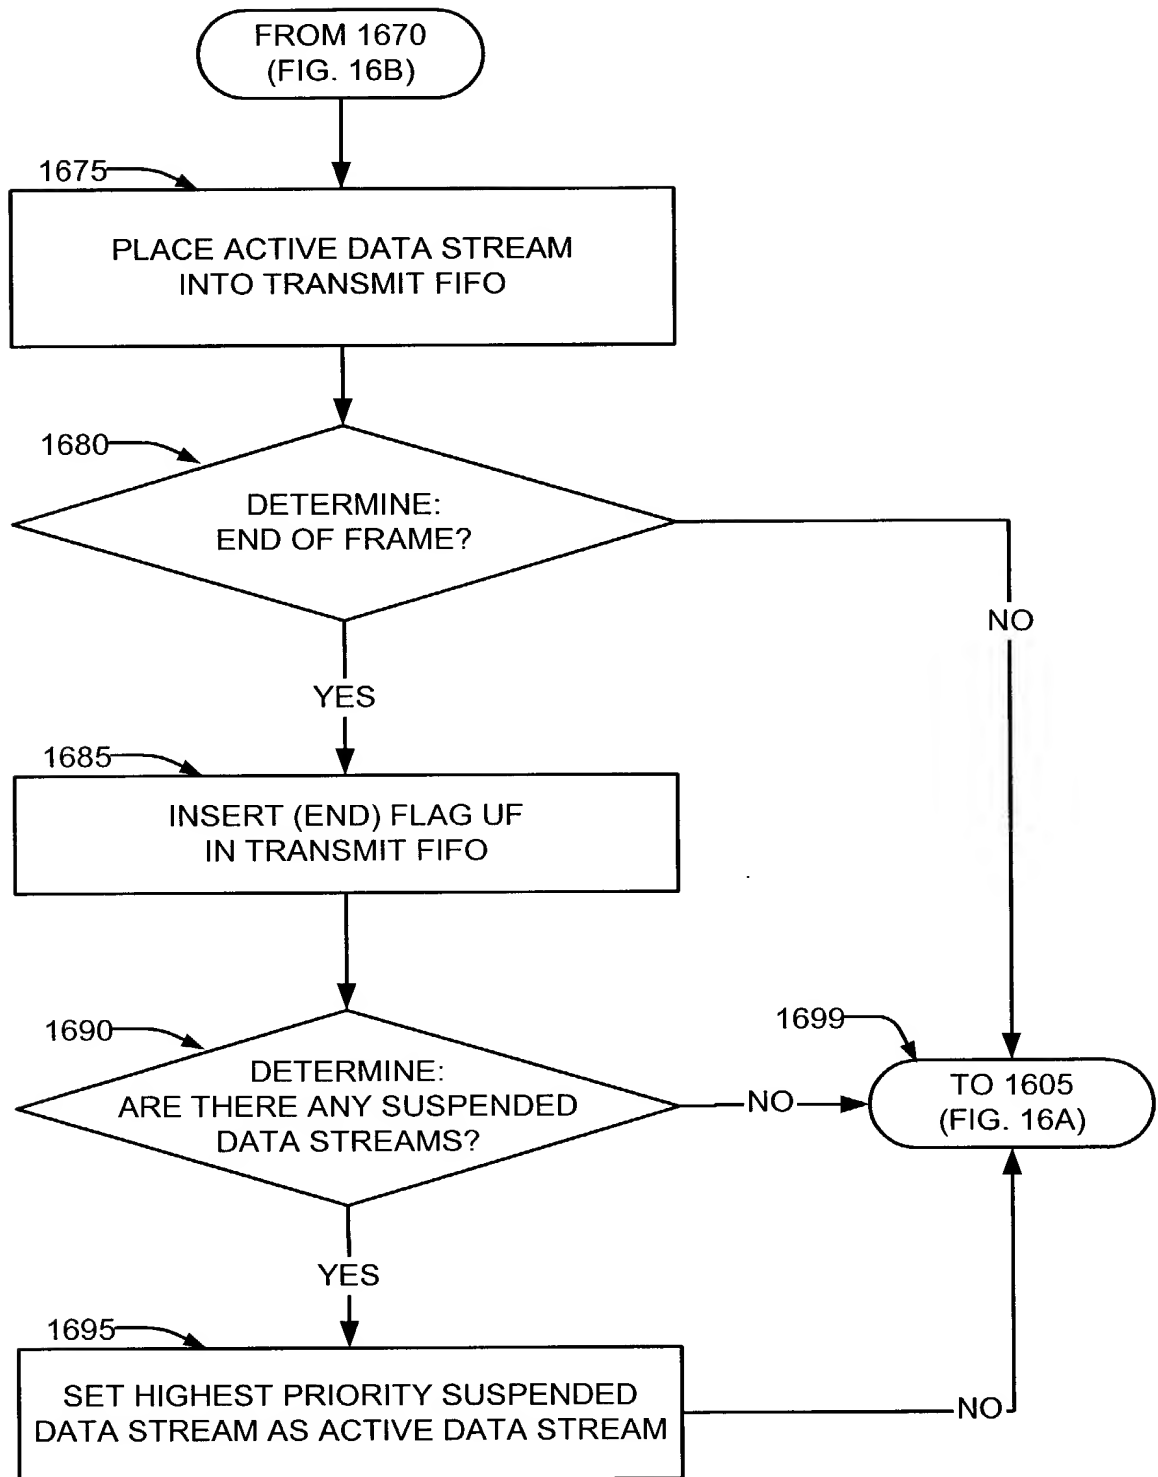 FROM 1670
(FIG. 16B)
1675
PLACE ACTIVE DATA STREAM
INTO TRANSMIT FIFO
1680
DETERMINE:
END OF FRAME?
NO
YES
1685
INSERT (END) FLAG UF
IN TRANSMIT FIFO
1690
DETERMINE:
ARE THERE ANY SUSPENDED
DATA STREAMS?
NO
1699
TO 1605
(FIG. 16A)
YES
1695
SET HIGHEST PRIORITY SUSPENDED
DATA STREAM AS ACTIVE DATA STREAM
NO